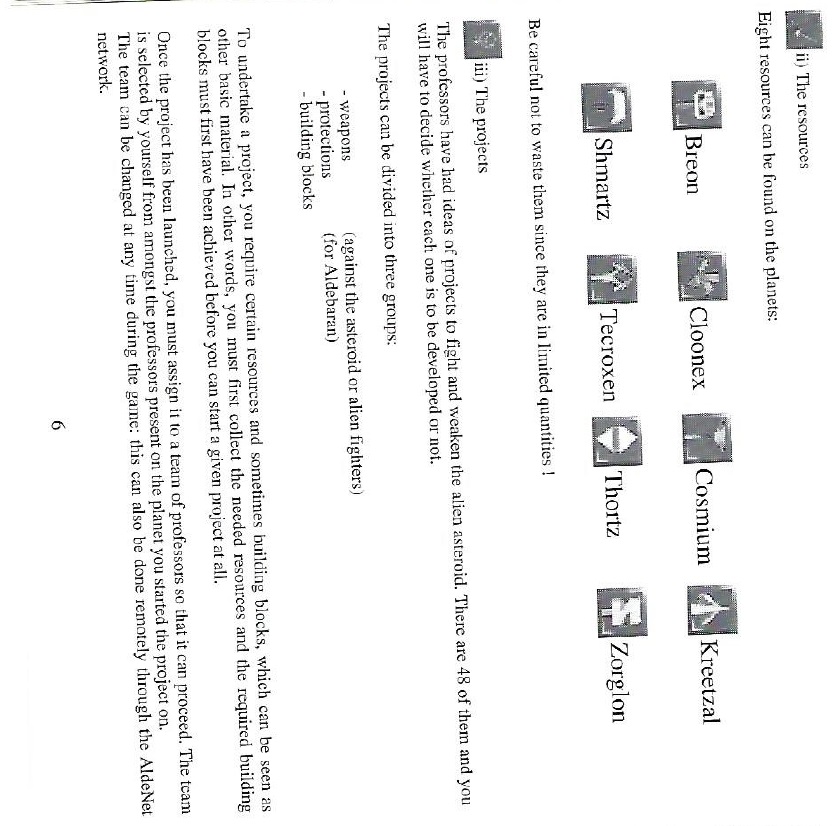 ii) The resources
Eight resources can be found on the planets:
Breon Cloonex Cosmium Kreetzal
Shmartz Tecroxen Thortz Zorglon
Be careful not to waste them since they are in limited quantities !
iii) The projects
The professors have had ideas of projects to fight and weaken the alien asteroid. There are 48 of them and you
will have to decide whether each one is to be developed or not.
The projects can be divided into three groups:
- weapons (against the asteroid or alien fighters)
- protections (for Aldebaran)
- building blocks
To undertake a project, you require certain resources and sometimes building blocks, which can be seen as
other basic material. In other words, you must first collect the needed resources and the required building
blocks must first have been achieved before you can start a given project at all.
Once the project has been launched, you must assign it to a team of professors so that it can proceed. The team
is selected by yourself from amongst the professors present on the planet you started the project on.
The team can be changed at any time during the game: this can also be done remotely through the AldeNet
network.
6